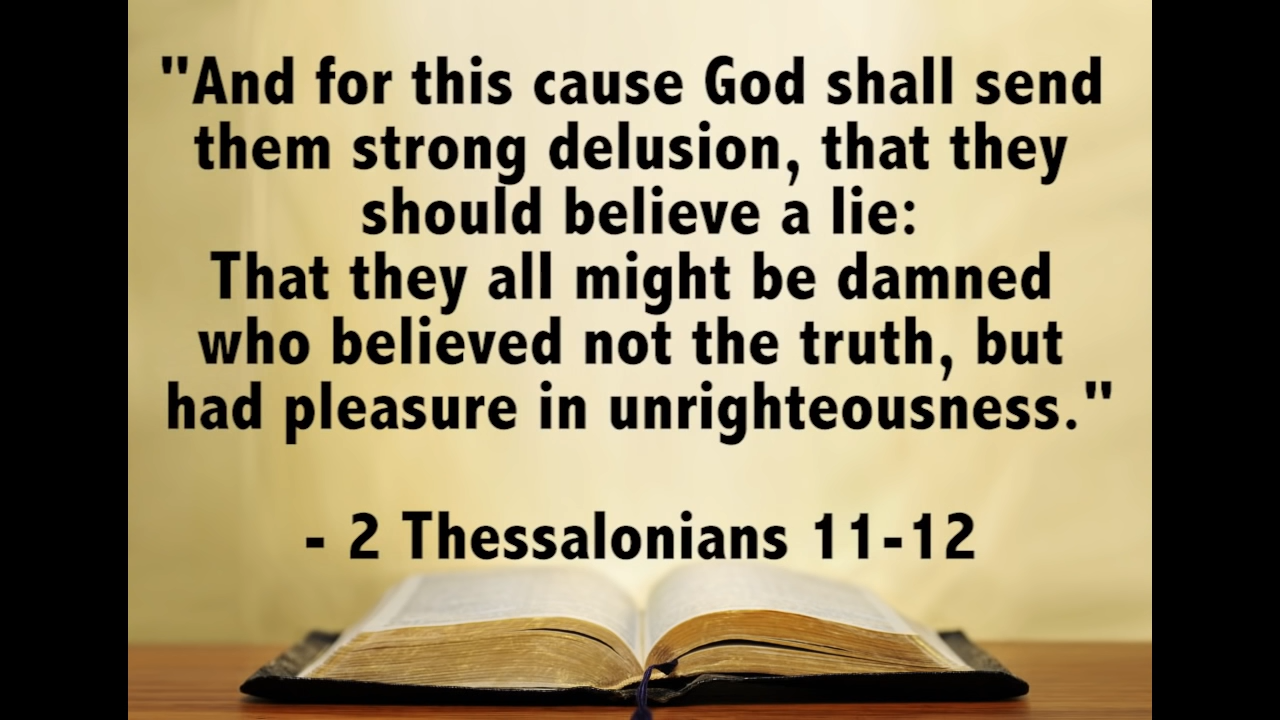 "And for this cause God shall send
them strong delusion, that they
should believe a lie:
That they all might be damned
who believed not the truth, but
had pleasure in unrighteousness."
- 2 Thessalonians 11-12